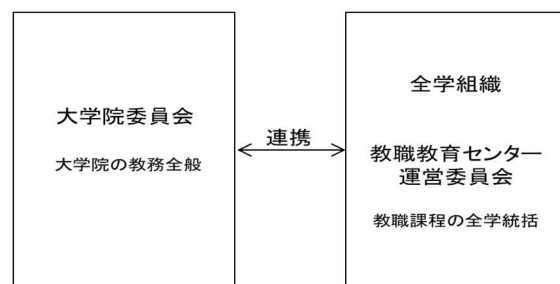 大学院委員会
大学院の教務全般
連携
全学組織
教職教育センター
運営委員会
教職課程の全学統括